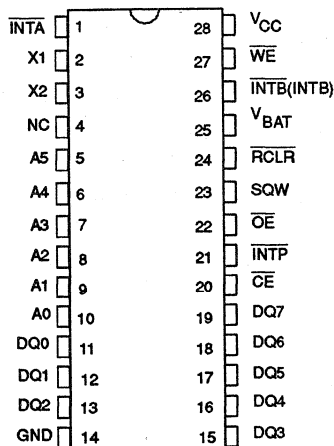 INTA 1 28 VCC
X1 2 27 WE
X2 3 26 INTB(INTB)
NC 4 25 VBAT
A5 5 24 RCLR
A4 6 23 SQW
A3 7 22 OE
A2 8 21 INTP
A1 9 20 CE
A0 10 19 DQ7
DQ0 11 18 DQ6
DQ1 12 17 DQ5
DQ2 13 16 DQ4
GND 14 15 DQ3